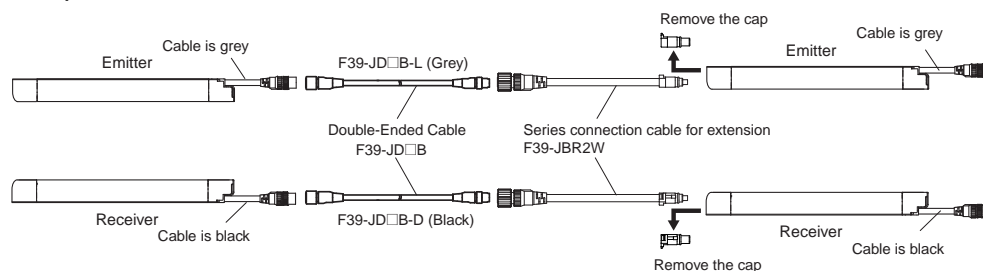 Remove the cap
Cable is grey
Emitter
F39-JD□B-L (Grey)
Emitter
Cable is grey
Double-Ended Cable
F39-JD□B
Series connection cable for extension
F39-JBR2W
Receiver
Cable is black
F39-JD□B-D (Black)
Receiver
Cable is black
Remove the cap